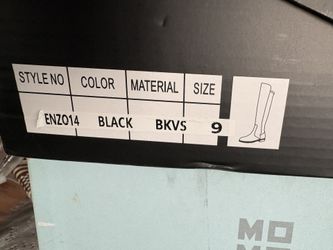 STYLE NO COLOR MATERIAL SIZE
ENZO14 BLACK BKVS 9
MO